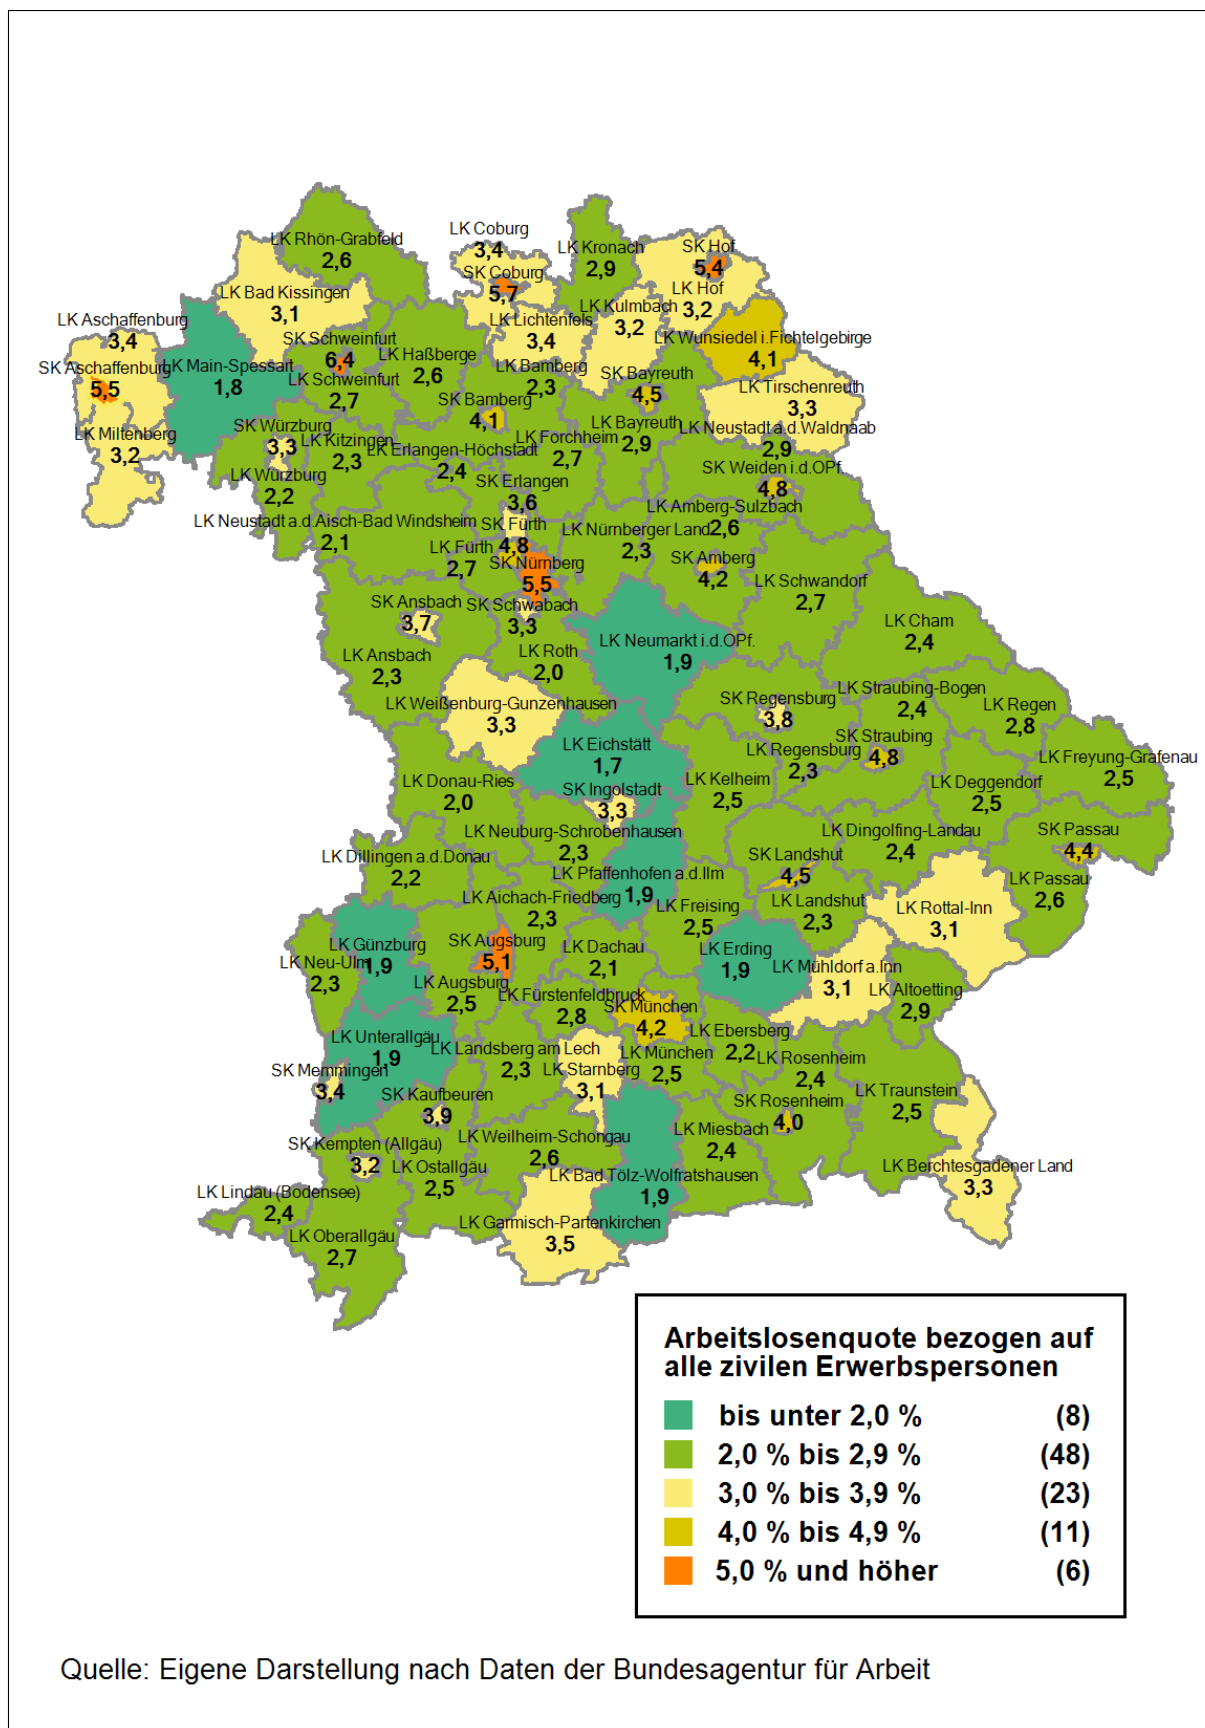 LK Rhön-Grabfeld
2,6
LK Coburg
3,4
SK Coburg
5,7
LK Kronach
2,9
SK Hof
5,4
LK Hof
3,2
LK Bad Kissingen
3,1
LK Kulmbach
3,2
LK Lichtenfels
3,4
LK Wunsiedel i.Fichtelgebirge
4,1
LK Aschaffenburg
3,4
SK Aschaffenburg
5,5
LK Main-Spessart
1,8
SK Schweinfurt
6,4
LK Schweinfurt
2,7
LK Haßberge
2,6
LK Bamberg
2,3
SK Bamberg
4,1
SK Bayreuth
4,5
LK Bayreuth
2,9
LK Tirschenreuth
3,3
LK Miltenberg
3,2
SK Würzburg
3,3
LK Würzburg
2,2
LK Kitzingen
2,3
LK Erlangen-Höchstadt
2,4
LK Forchheim
2,7
LK Neustadt a.d.Waldnaab
2,9
SK Weiden i.d.OPf.
4,8
SK Erlangen
3,6
LK Neustadt a.d.Aisch-Bad Windsheim
2,1
SK Fürth
4,8
LK Fürth
2,7
SK Nürnberg
5,5
LK Nürnberger Land
2,3
LK Amberg-Sulzbach
2,6
SK Amberg
4,2
LK Schwandorf
2,7
SK Ansbach
3,7
SK Schwabach
3,3
LK Ansbach
2,3
LK Roth
2,0
LK Neumarkt i.d.OPf.
1,9
LK Cham
2,4
LK Weißenburg-Gunzenhausen
3,3
SK Regensburg
3,8
LK Straubing-Bogen
2,4
LK Regen
2,8
LK Eichstätt
1,7
LK Regensburg
2,3
SK Straubing
4,8
LK Freyung-Grafenau
2,5
LK Donau-Ries
2,0
SK Ingolstadt
3,3
LK Kelheim
2,5
LK Deggendorf
2,5
LK Neuburg-Schrobenhausen
2,3
LK Dingolfing-Landau
2,4
SK Passau
4,4
LK Dillingen a.d.Donau
2,2
LK Pfaffenhofen a.d.Ilm
1,9
SK Landshut
4,5
LK Landshut
2,3
LK Passau
2,6
LK Aichach-Friedberg
2,3
LK Freising
2,5
LK Rottal-Inn
3,1
LK Günzburg
1,9
LK Neu-Ulm
2,3
SK Augsburg
5,1
LK Augsburg
2,5
LK Dachau
2,1
LK Erding
1,9
LK Mühldorf a.Inn
3,1
LK Altoetting
2,9
LK Fürstenfeldbruck
2,8
SK München
4,2
LK Unterallgäu
1,9
LK Landsberg am Lech
2,3
LK Starnberg
3,1
LK München
2,5
LK Ebersberg
2,2
LK Rosenheim
2,4
SK Memmingen
3,4
SK Kaufbeuren
3,9
SK Rosenheim
4,0
LK Traunstein
2,5
SK Kempten (Allgäu)
3,2
LK Weilheim-Schongau
2,6
LK Miesbach
2,4
LK Ostallgäu
2,5
LK Bad Tölz-Wolfratshausen
1,9
LK Berchtesgadener Land
3,3
LK Lindau (Bodensee)
2,4
LK Garmisch-Partenkirchen
3,5
LK Oberallgäu
2,7
Arbeitslosenquote bezogen auf
alle zivilen Erwerbspersonen
bis unter 2,0 % (8)
2,0 % bis 2,9 % (48)
3,0 % bis 3,9 % (23)
4,0 % bis 4,9 % (11)
5,0 % und höher (6)
Quelle: Eigene Darstellung nach Daten der Bundesagentur für Arbeit